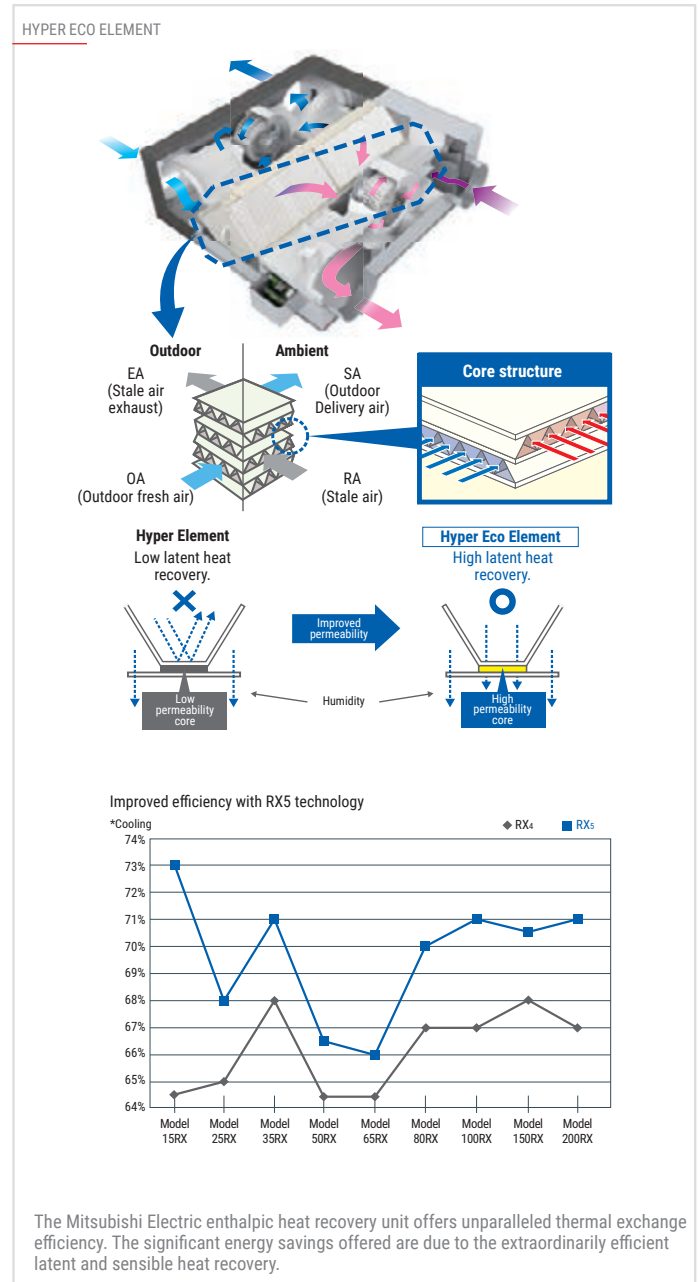 HYPER ECO ELEMENT
Outdoor
Ambient
EA
(Stale air
exhaust)
SA
(Outdoor
Delivery air)
Core structure
OA
(Outdoor fresh air)
RA
(Stale air)
Hyper Element
Low latent heat
recovery.
Hyper Eco Element
High latent heat
recovery.
Improved
permeability
Low
permeability
core
Humidity
High
permeability
core
Improved efficiency with RX5 technology
*Cooling
RX4
RX5
74%
73%
72%
71%
70%
69%
68%
67%
66%
65%
64%
Model
15RX
Model
25RX
Model
35RX
Model
50RX
Model
65RX
Model
80RX
Model
100RX
Model
150RX
Model
200RX
The Mitsubishi Electric enthalpic heat recovery unit offers unparalleled thermal exchange
efficiency. The significant energy savings offered are due to the extraordinarily efficient
latent and sensible heat recovery.